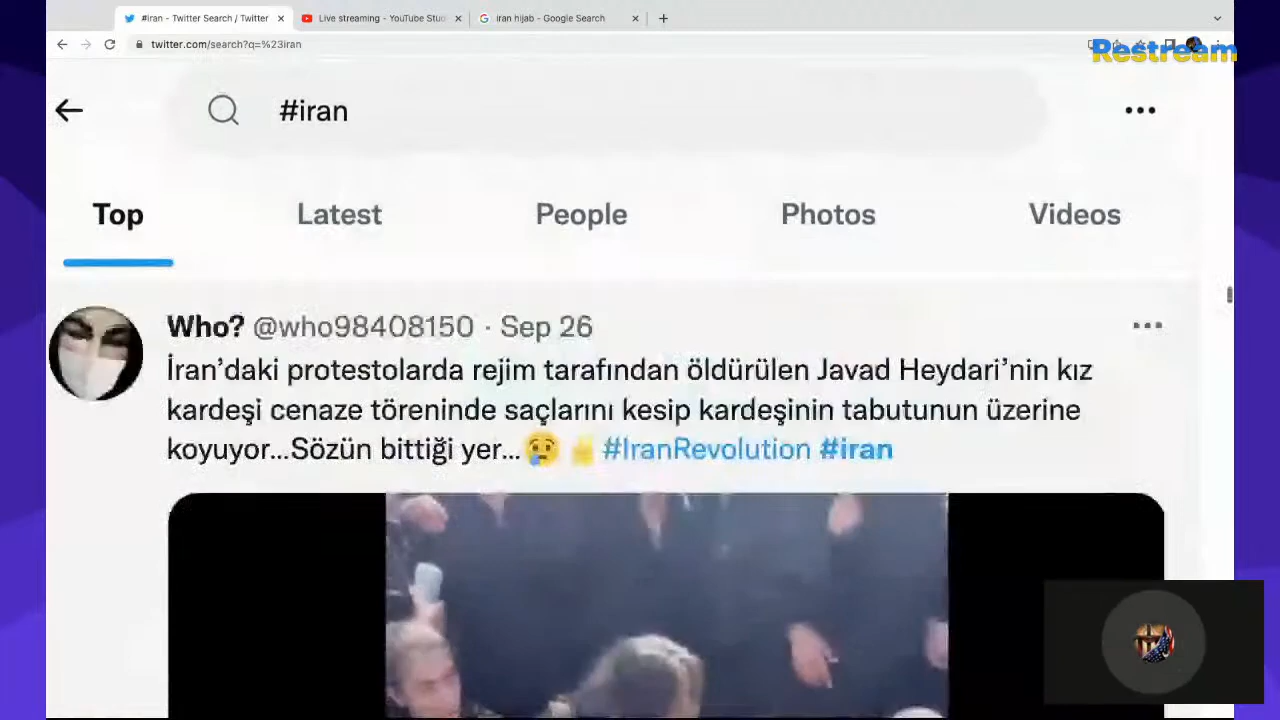 #iran - Twitter Search / Twitter
Live streaming - YouTube Stu
iran hijab - Google Search
twitter.com/search?q=%23iran
Restream
#iran
Top
Latest
People
Photos
Videos
Who? @who98408150 · Sep 26
İran’daki protestolarda rejim tarafından öldürülen Javad Heydari’nin kız
kardeşi cenaze töreninde saçlarını kesip kardeşinin tabutunun üzerine
koyuyor...Sözün bittiği yer...😢 #IranRevolution #iran